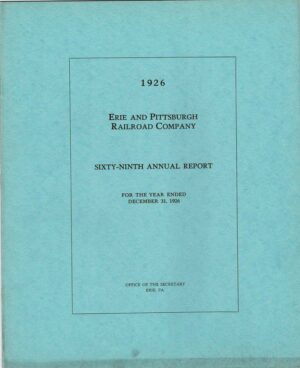 1926
ERIE AND PITTSBURGH
RAILROAD COMPANY
SIXTY-NINTH ANNUAL REPORT
FOR THE YEAR ENDED
DECEMBER 31, 1926
OFFICE OF THE SECRETARY
ERIE, PA.